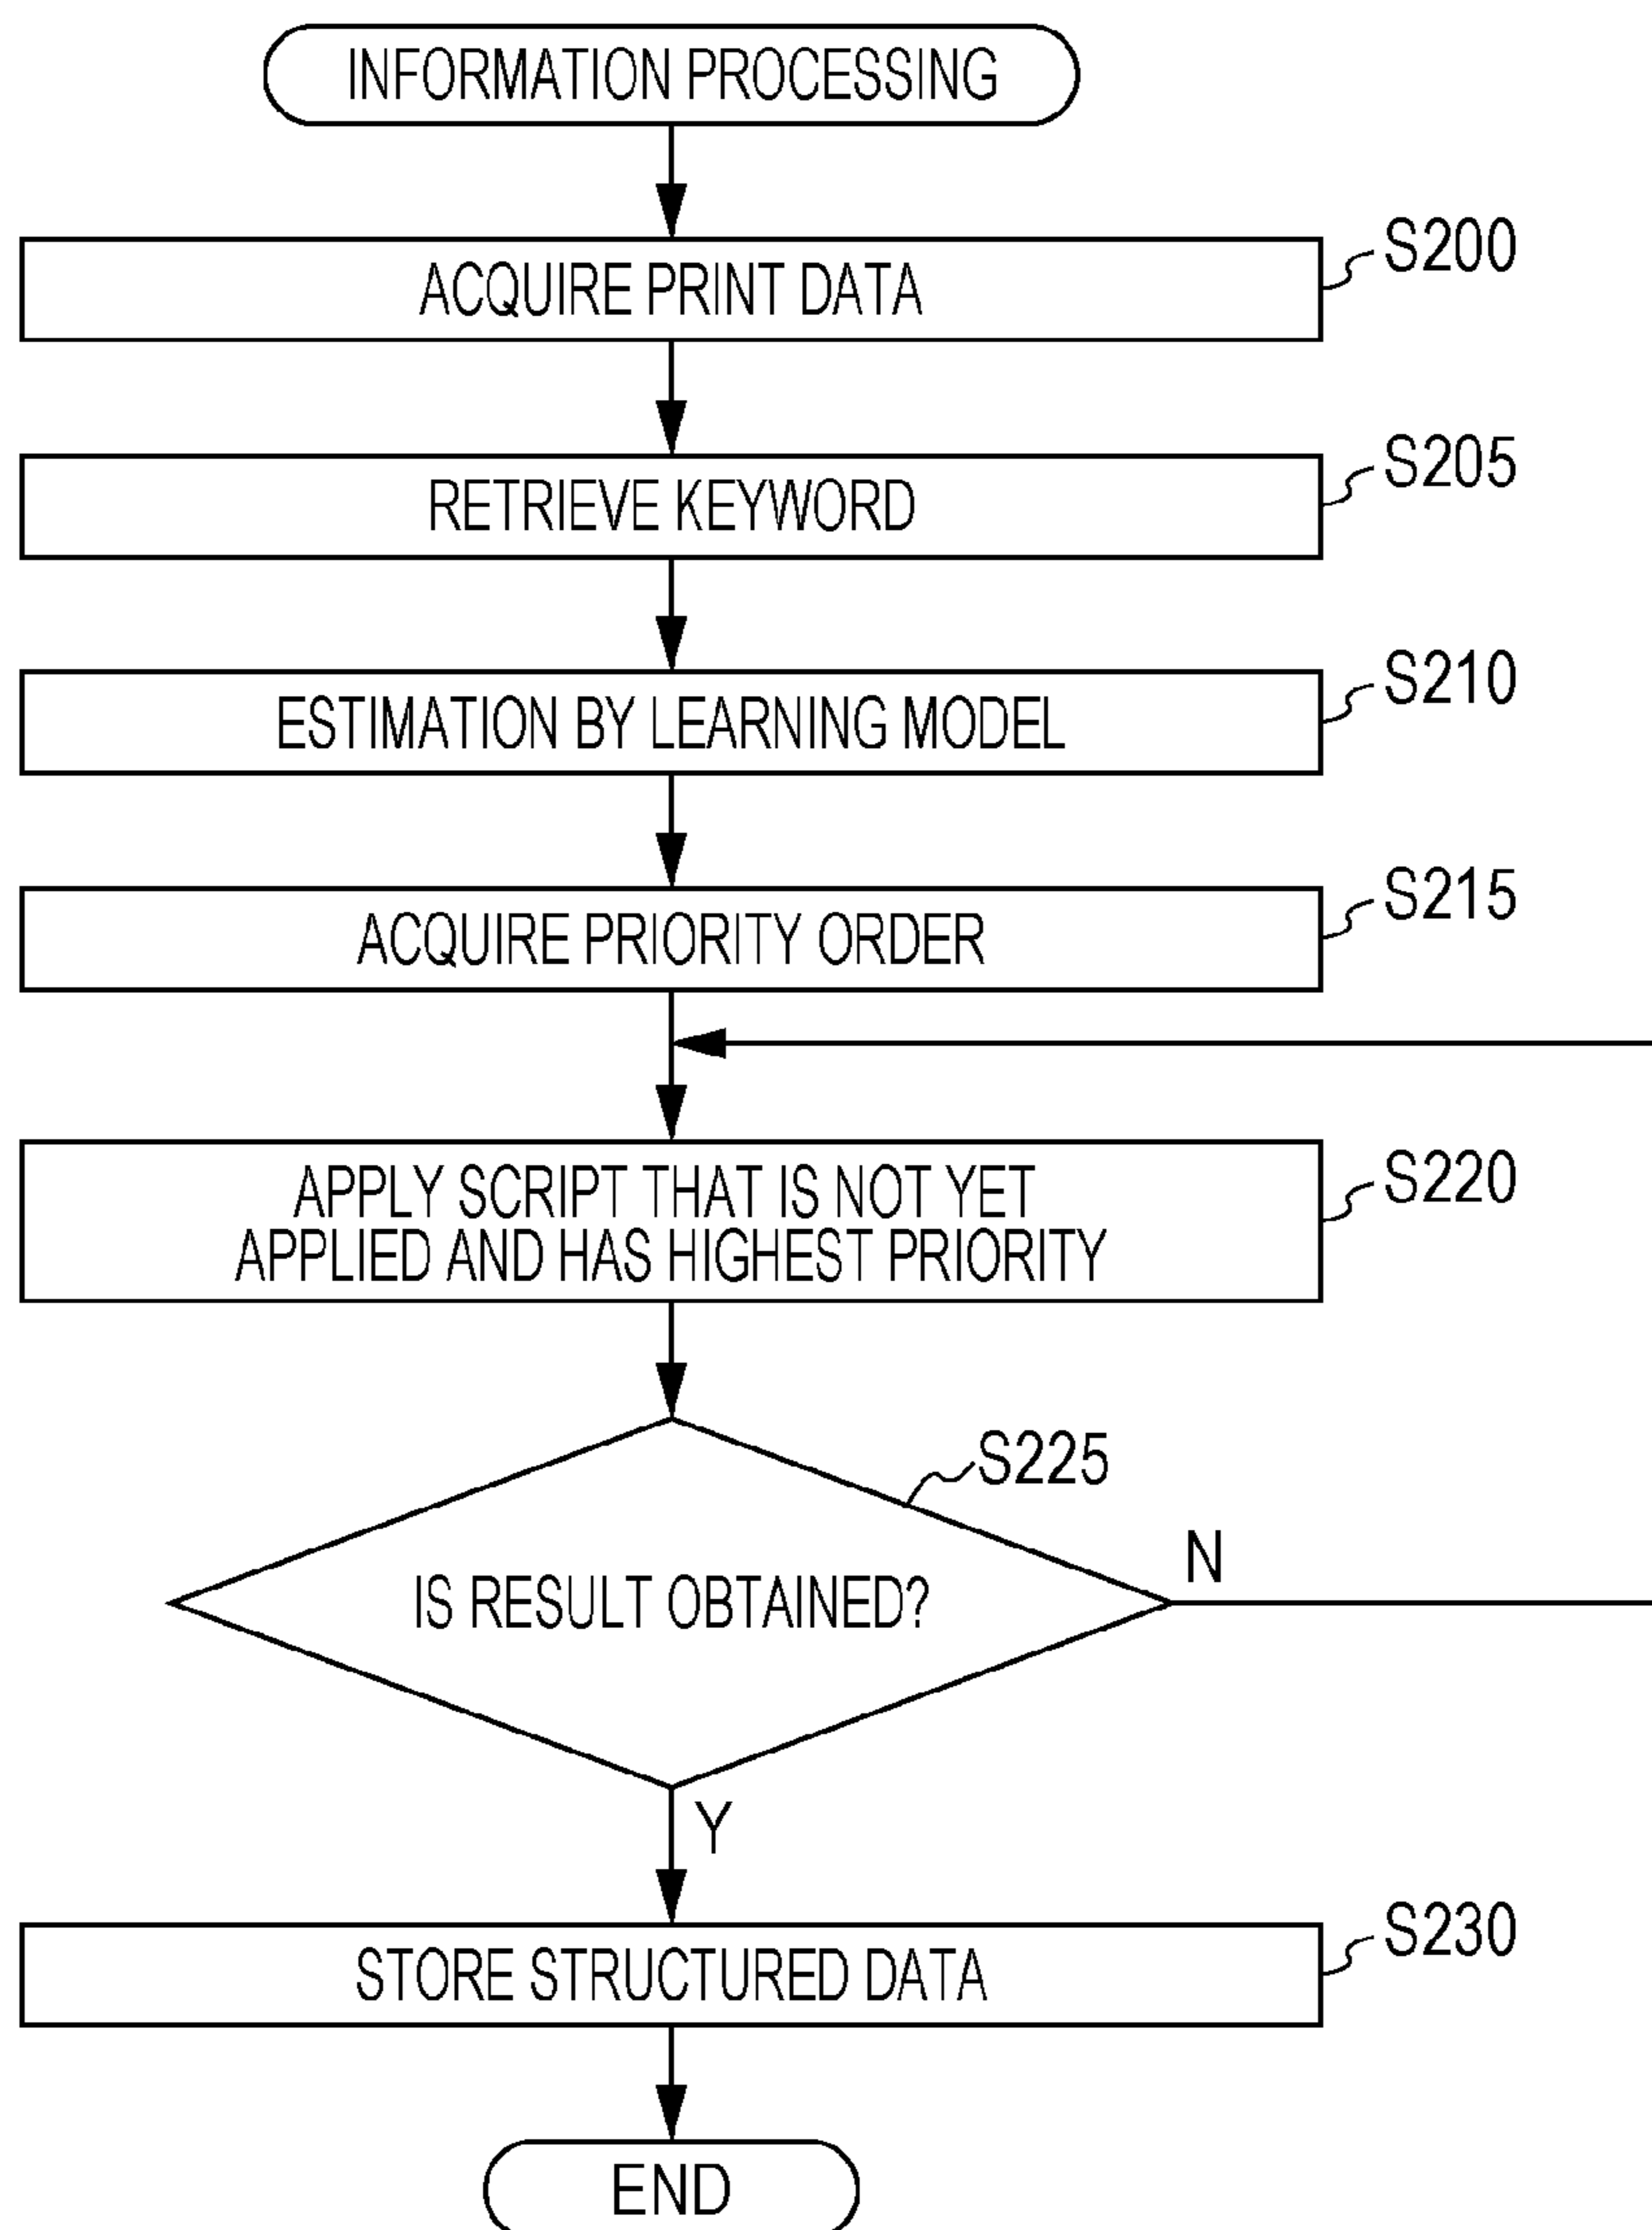 INFORMATION PROCESSING
ACQUIRE PRINT DATA
S200
RETRIEVE KEYWORD
S205
ESTIMATION BY LEARNING MODEL
S210
ACQUIRE PRIORITY ORDER
S215
APPLY SCRIPT THAT IS NOT YET
APPLIED AND HAS HIGHEST PRIORITY
S220
S225
IS RESULT OBTAINED?
N
Y
STORE STRUCTURED DATA
S230
END